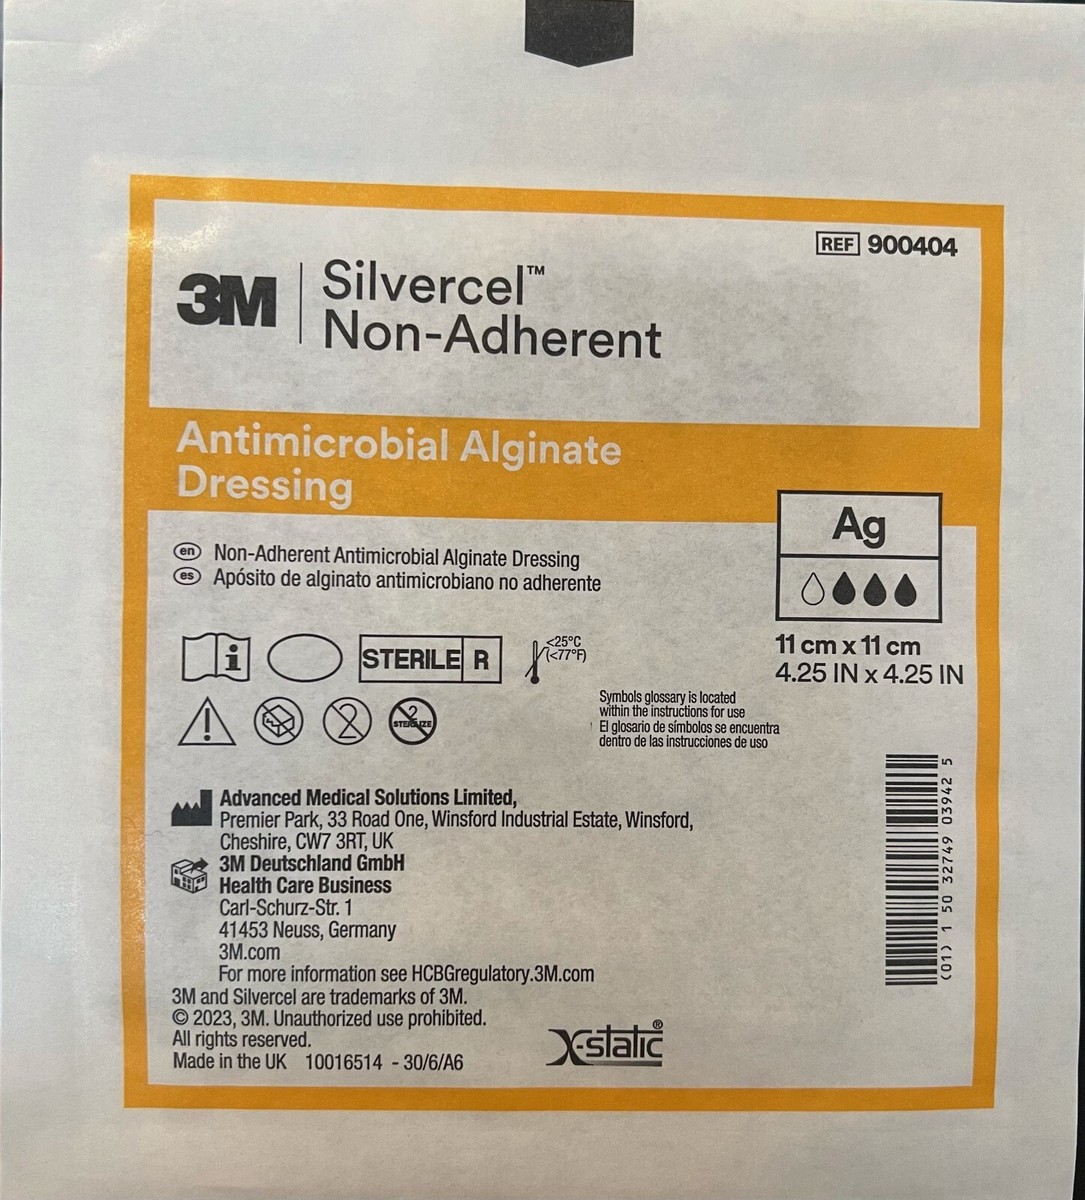 REF 900404
3M Silvercel™
Non-Adherent
Antimicrobial Alginate
Dressing
Ag
en Non-Adherent Antimicrobial Alginate Dressing
es Apósito de alginato antimicrobiano no adherente
11 cm x 11 cm
4.25 IN x 4.25 IN
i STERILE R <25°C
(<77°F)
Symbols glossary is located
within the instructions for use
El glosario de símbolos se encuentra
dentro de las instrucciones de uso
! 2 2
STERILIZE
Advanced Medical Solutions Limited,
Premier Park, 33 Road One, Winsford Industrial Estate, Winsford,
Cheshire, CW7 3RT, UK
3M Deutschland GmbH
Health Care Business
Carl-Schurz-Str. 1
41453 Neuss, Germany
3M.com
For more information see HCBGregulatory.3M.com
3M and Silvercel are trademarks of 3M.
© 2023, 3M. Unauthorized use prohibited.
All rights reserved.
Made in the UK 10016514 - 30/6/A6
X-static®
(01) 1 50 32749 03942 5